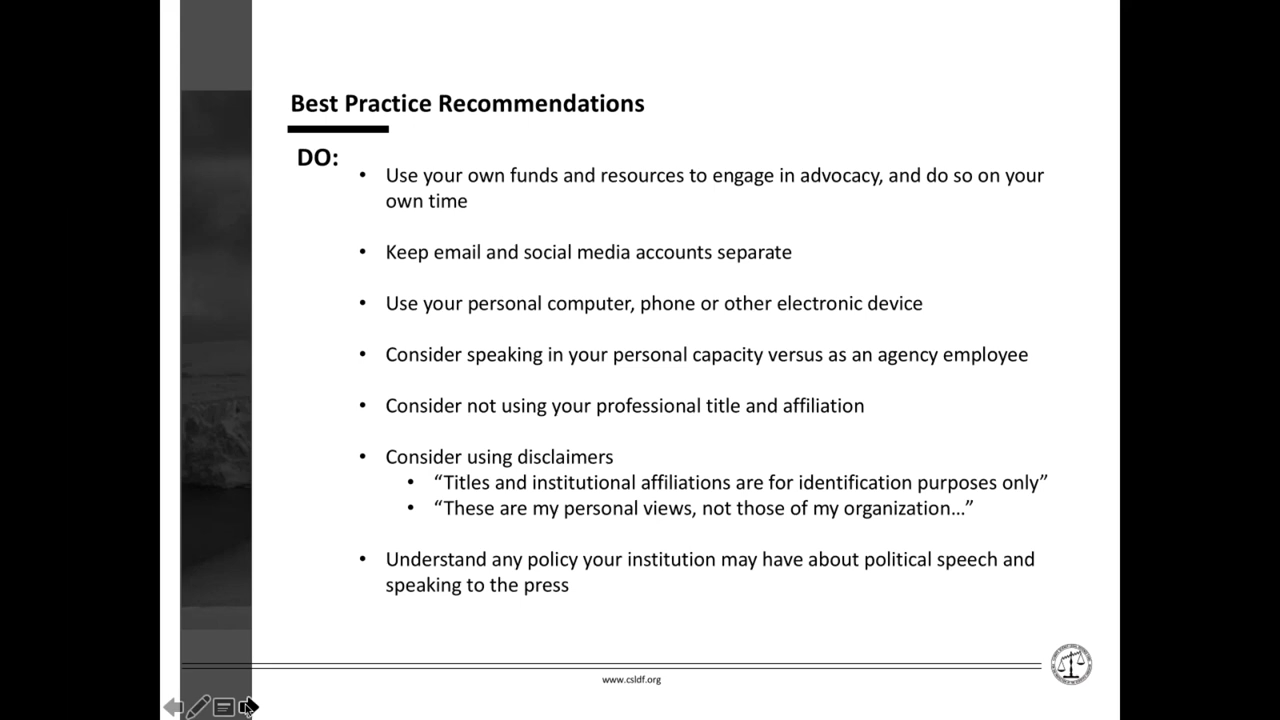 Best Practice Recommendations
DO:
• Use your own funds and resources to engage in advocacy, and do so on your
own time
• Keep email and social media accounts separate
• Use your personal computer, phone or other electronic device
• Consider speaking in your personal capacity versus as an agency employee
• Consider not using your professional title and affiliation
• Consider using disclaimers
• “Titles and institutional affiliations are for identification purposes only”
• “These are my personal views, not those of my organization…”
• Understand any policy your institution may have about political speech and
speaking to the press
www.csldf.org